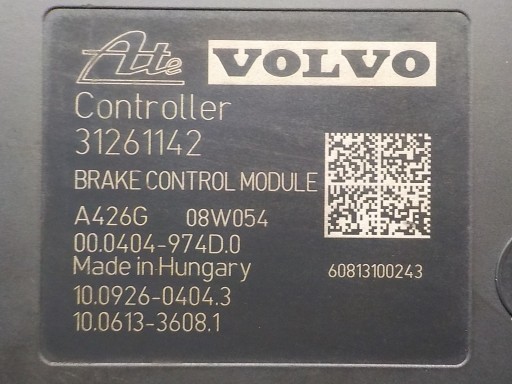 Ate VOLVO
Controller
31261142
BRAKE CONTROL MODULE
A426G 08W054
00.0404-974D.0
Made in Hungary 60813100243
10.0926-0404.3
10.0613-3608.1